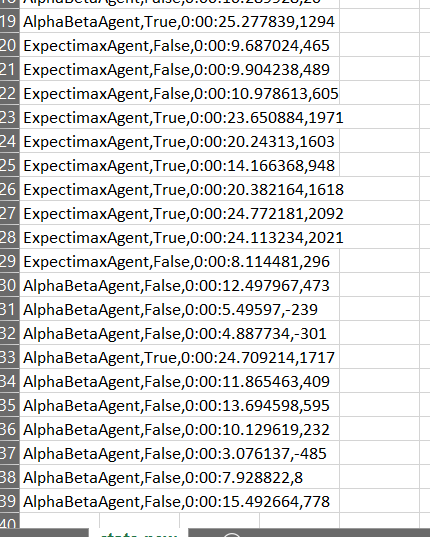 19 AlphaBetaAgent,True,0:00:25.277839,1294
20 ExpectimaxAgent,False,0:00:9.687024,465
21 ExpectimaxAgent,False,0:00:9.904238,489
22 ExpectimaxAgent,False,0:00:10.978613,605
23 ExpectimaxAgent,True,0:00:23.650884,1971
24 ExpectimaxAgent,True,0:00:20.24313,1603
25 ExpectimaxAgent,True,0:00:14.166368,948
26 ExpectimaxAgent,True,0:00:20.382164,1618
27 ExpectimaxAgent,True,0:00:24.772181,2092
28 ExpectimaxAgent,True,0:00:24.113234,2021
29 ExpectimaxAgent,False,0:00:8.114481,296
30 AlphaBetaAgent,False,0:00:12.497967,473
31 AlphaBetaAgent,False,0:00:5.49597,-239
32 AlphaBetaAgent,False,0:00:4.887734,-301
33 AlphaBetaAgent,True,0:00:24.709214,1717
34 AlphaBetaAgent,False,0:00:11.865463,409
35 AlphaBetaAgent,False,0:00:13.694598,595
36 AlphaBetaAgent,False,0:00:10.129619,232
37 AlphaBetaAgent,False,0:00:3.076137,-485
38 AlphaBetaAgent,False,0:00:7.928822,8
39 AlphaBetaAgent,False,0:00:15.492664,778
40